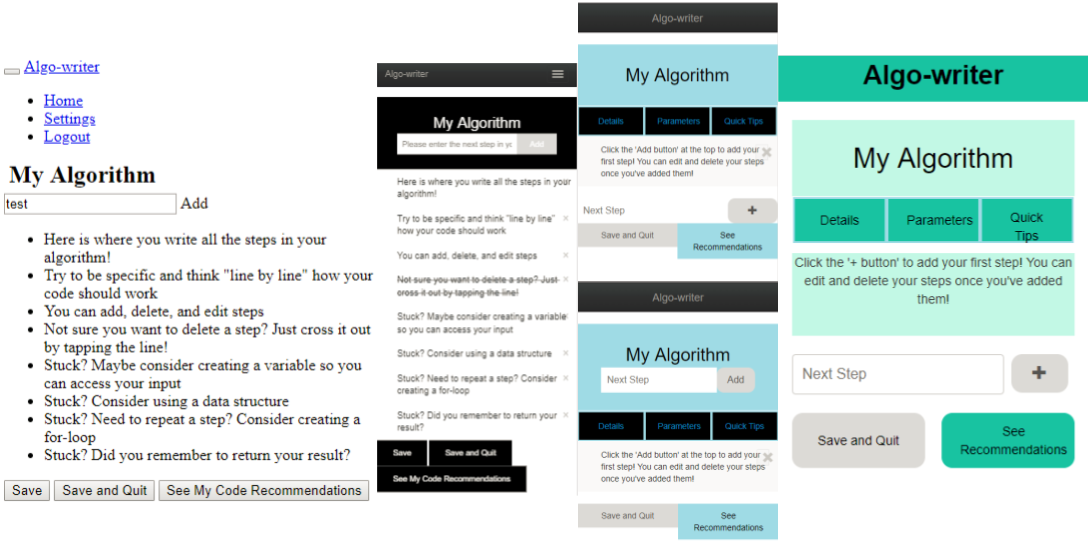 Algo-writer
Home
Settings
Logout
My Algorithm
test Add
Here is where you write all the steps in your
algorithm!
Try to be specific and think "line by line" how your
code should work
You can add, delete, and edit steps
Not sure you want to delete a step? Just cross it out
by tapping the line!
Stuck? Maybe consider creating a variable so you
can access your input
Stuck? Consider using a data structure
Stuck? Need to repeat a step? Consider creating a
for-loop
Stuck? Did you remember to return your result?
Save Save and Quit See My Code Recommendations
Algo-writer
My Algorithm
Please enter the next step in yo Add
Here is where you write all the steps in your
algorithm!
Try to be specific and think "line by line" ×
how your code should work
You can add, delete, and edit steps ×
Not sure you want to delete a step? Just ×
cross it out by tapping the line!
Stuck? Maybe consider creating a variable ×
so you can access your input
Stuck? Consider using a data structure ×
Stuck? Need to repeat a step? Consider ×
creating a for-loop
Stuck? Did you remember to return your ×
result?
Save Save and Quit
See My Code Recommendations
Algo-writer
My Algorithm
Details Parameters Quick Tips
Click the 'Add button' at the top to add your ×
first step! You can edit and delete your steps
once you've added them!
Next Step +
Save and Quit See
Recommendations
Algo-writer
My Algorithm
Next Step Add
Details Parameters Quick Tips
Click the 'Add button' at the top to add your ×
first step! You can edit and delete your steps
once you've added them!
Save and Quit See
Recommendations
Algo-writer
My Algorithm
Details Parameters Quick
Tips
Click the '+ button' to add your first step! You can
edit and delete your steps once you've added
them!
Next Step +
Save and Quit See
Recommendations